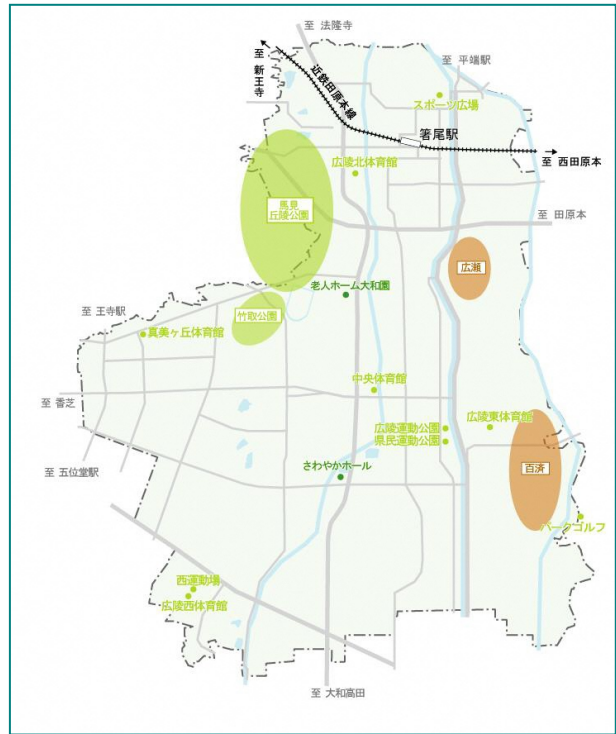 至 法隆寺
至 新王寺
近鉄田原本線
至 平端駅
スポーツ広場
箸尾駅
至 西田原本
広陵北体育館
馬見
丘陵公園
至 田原本
広瀬
老人ホーム大和園
至 王寺駅
竹取公園
真美ヶ丘体育館
中央体育館
至 香芝
広陵運動公園
県民運動公園
広陵東体育館
至 五位堂駅
さわやかホール
百済
パークゴルフ
西運動場
広陵西体育館
至 大和高田